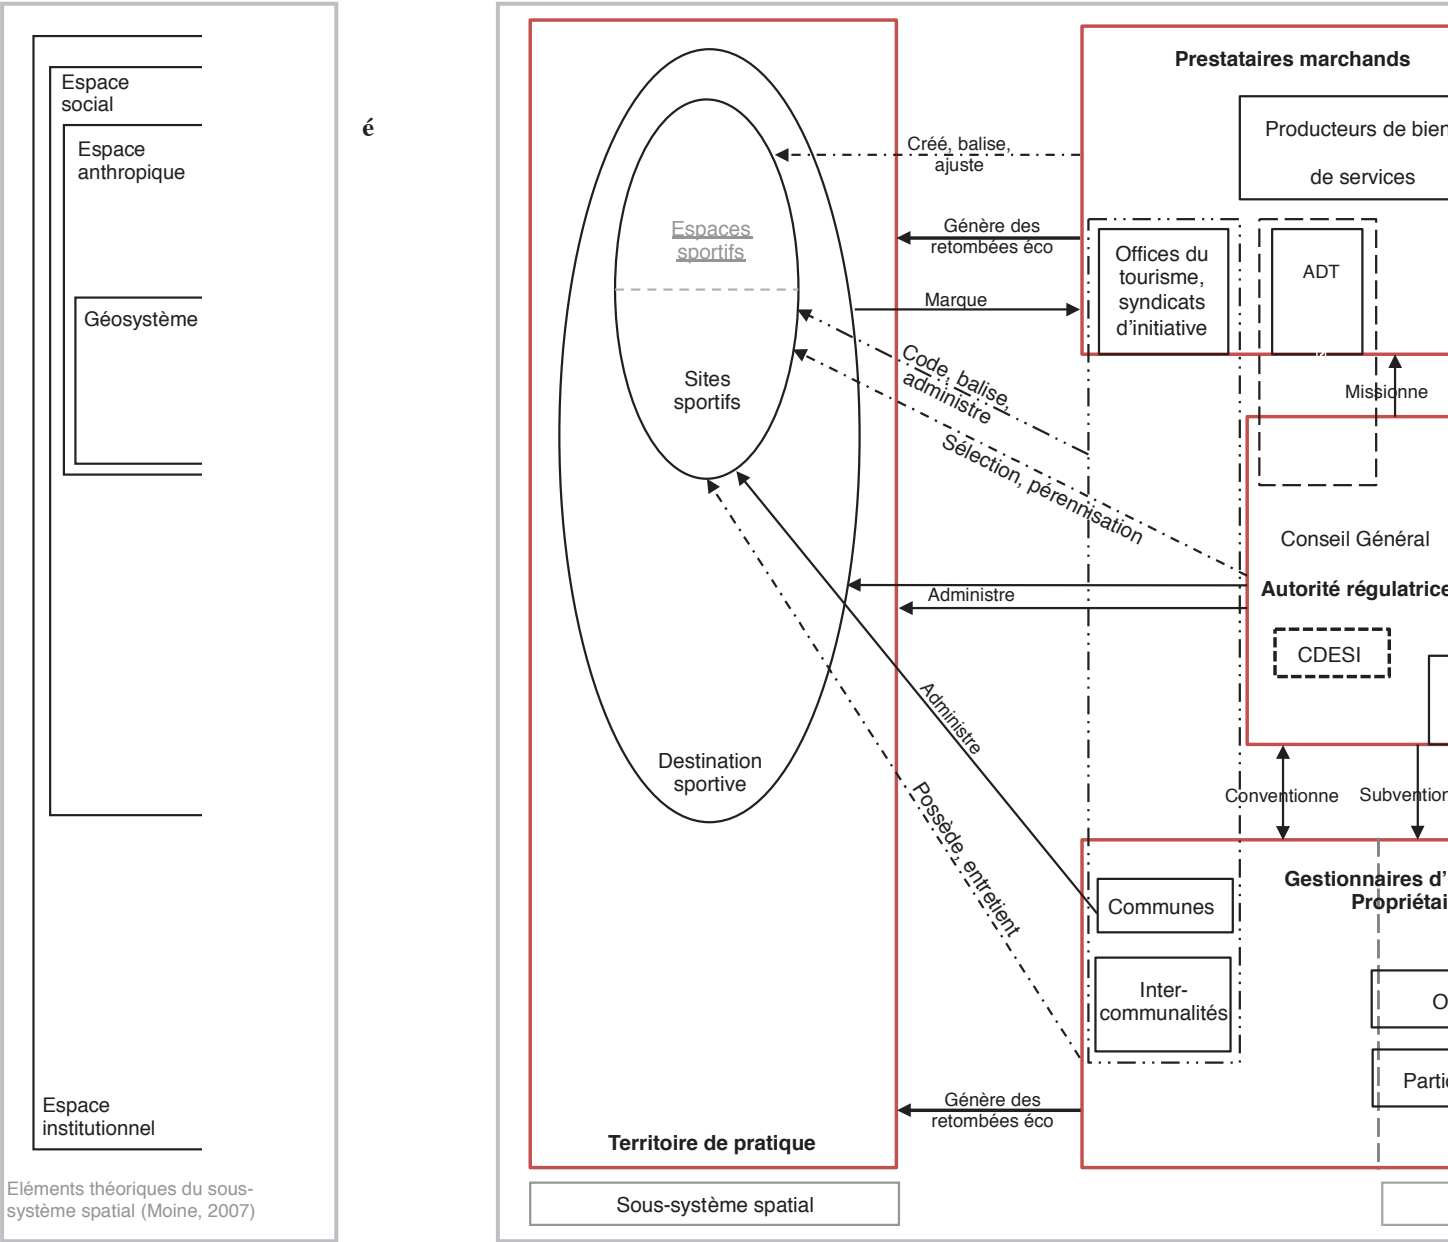 Espace
social
Espace
anthropique
Géosystème
Espace
institutionnel
Eléments théoriques du sous-
système spatial (Moine, 2007)
é
Espaces
sportifs
Sites
sportifs
Destination
sportive
Territoire de pratique
Sous-système spatial
Créé, balise,
ajuste
Génère des
retombées éco
Marque
Code, balise,
administre
Sélection, pérennisation
Administre
Administre
Possède, entretient
Génère des
retombées éco
Prestataires marchands
Producteurs de bien
de services
Offices du
tourisme,
syndicats
d'initiative
ADT
Missionne
Conseil Général
Autorité régulatrice
CDESI
Conventionne
Subvention
Gestionnaires d'
Propriétai
Communes
Inter-
communalités
O
Parti